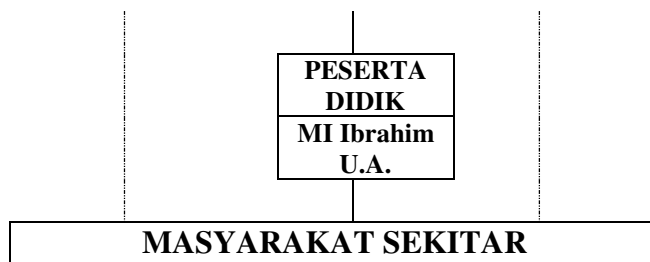 PESERTA
DIDIK
MI Ibrahim
U.A.
MASYARAKAT SEKITAR